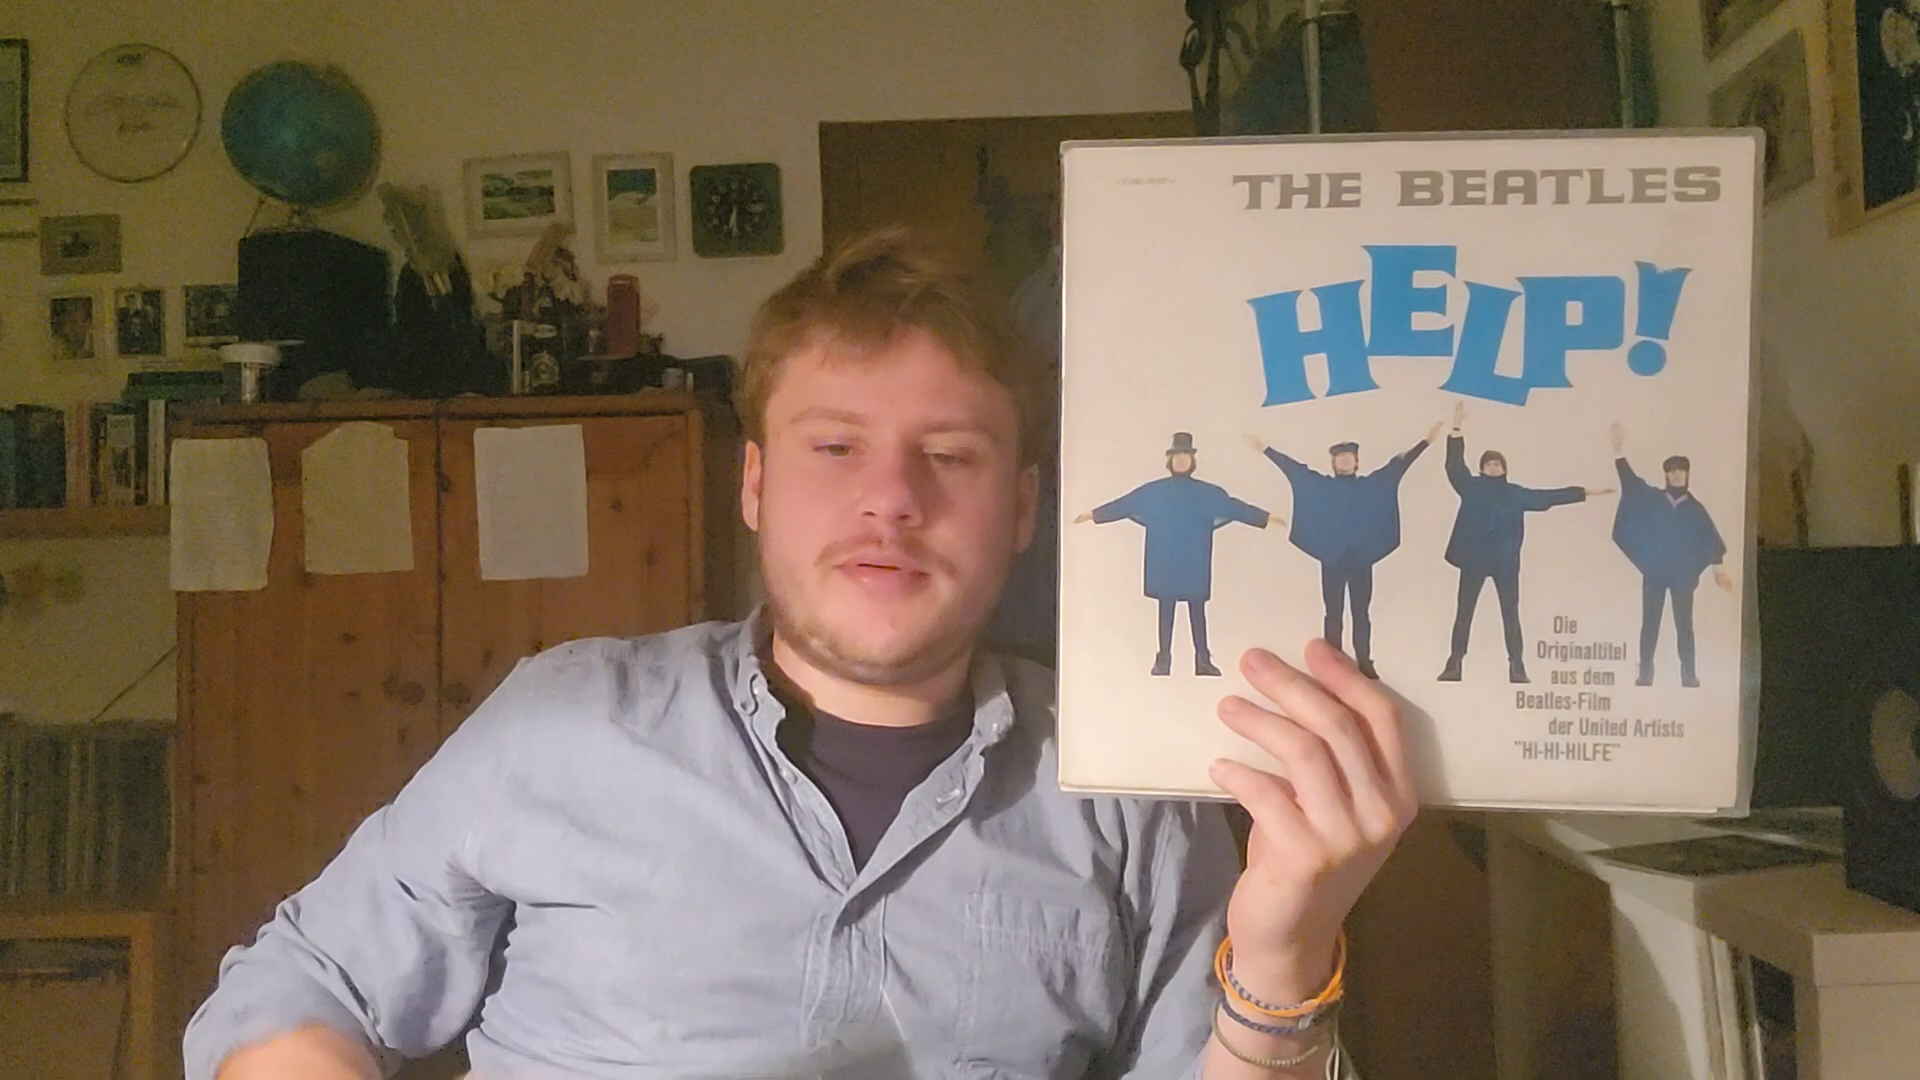 THE BEATLES
HELP!
Die
Originaltitel
aus dem
Beatles-Film
der United Artists
"HI-HI-HILFE"